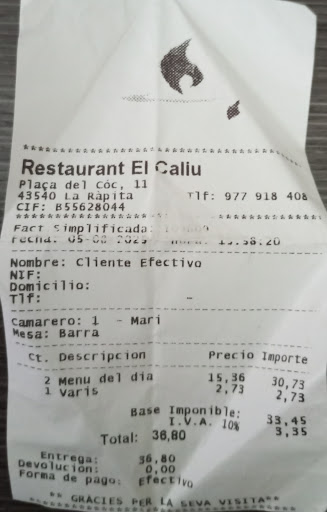 Restaurant El Caliu
Plaça del Còc, 11
43540 La Ràpita Tlf: 977 918 408
CIF: B55628044
Fact Simplificada:
Fecha: Hora:
Nombre: Cliente Efectivo
NIF:
Domicilio:
Tlf:
Camarero: 1 - Mari
Mesa: Barra
Ct. Descripcion Precio Importe
2 Menu del dia 15,36 30,73
1 Varis 2,73 2,73
Base Imponible: 33,45
I.V.A. 10% 3,35
Total: 36,80
Entrega: 36,80
Devolucion: 0,00
Forma de pago: Efectivo
** GRACIES PER LA SEVA VISITA**